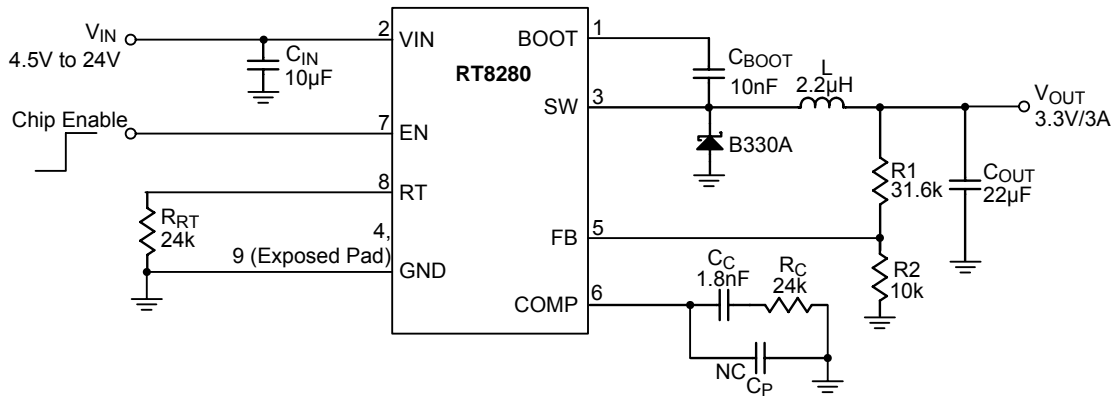 VIN
4.5V to 24V
CIN
10µF
2
VIN
BOOT
1
RT8280
CBOOT
10nF
L
2.2µH
SW
3
VOUT
3.3V/3A
Chip Enable
7
EN
B330A
R1
31.6k
COUT
22µF
8
RT
RRT
24k
4,
9 (Exposed Pad)
GND
FB
5
R2
10k
COMP
6
CC
1.8nF
RC
24k
NC
CP